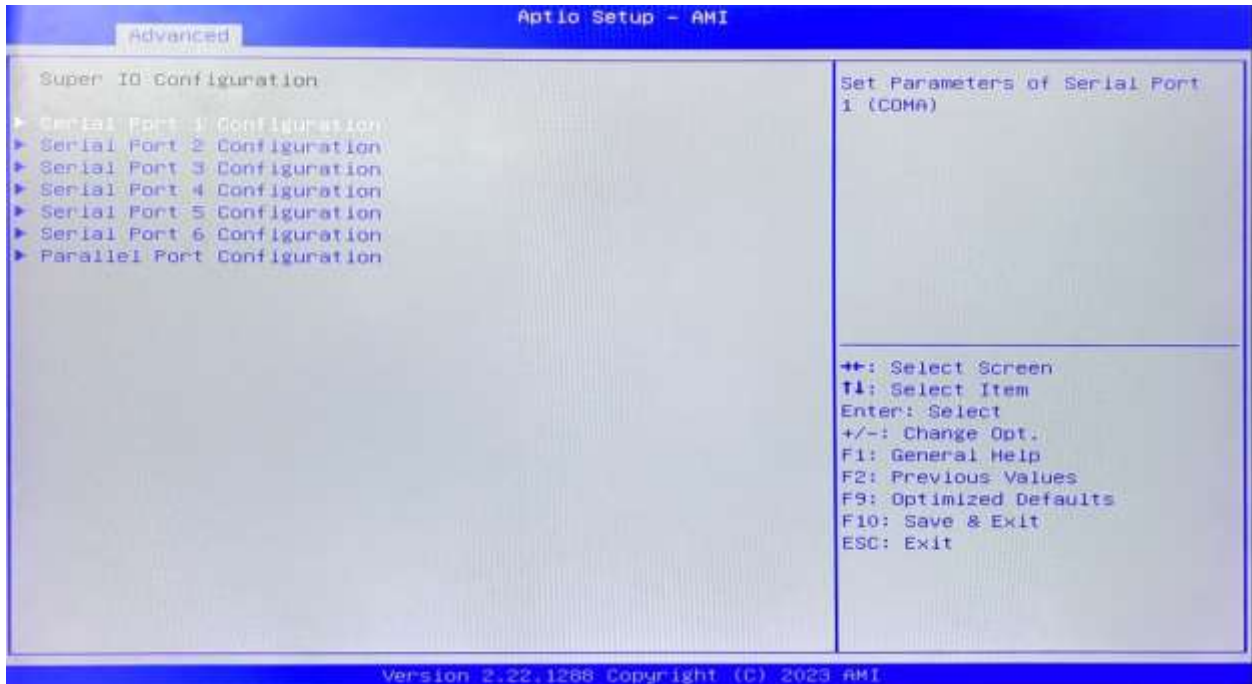 Aptio Setup - AMI
Advanced
Super IO Configuration
► Serial Port 1 Configuration
► Serial Port 2 Configuration
► Serial Port 3 Configuration
► Serial Port 4 Configuration
► Serial Port 5 Configuration
► Serial Port 6 Configuration
► Parallel Port Configuration
Set Parameters of Serial Port
1 (COMA)
→←: Select Screen
↑↓: Select Item
Enter: Select
+/-: Change Opt.
F1: General Help
F2: Previous Values
F9: Optimized Defaults
F10: Save & Exit
ESC: Exit
Version 2.22.1288 Copyright (C) 2023 AMI